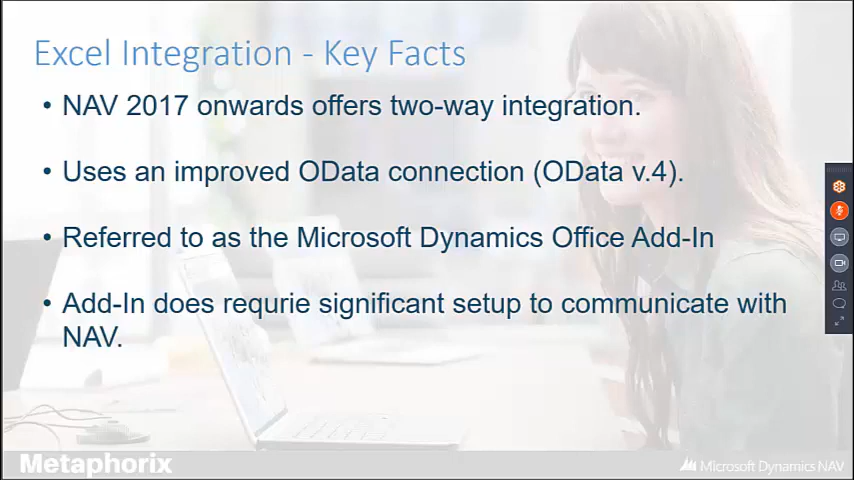 Excel Integration - Key Facts
• NAV 2017 onwards offers two-way integration.
• Uses an improved OData connection (OData v.4).
• Referred to as the Microsoft Dynamics Office Add-In
• Add-In does requrie significant setup to communicate with
NAV.
Metaphorix
Microsoft Dynamics NAV